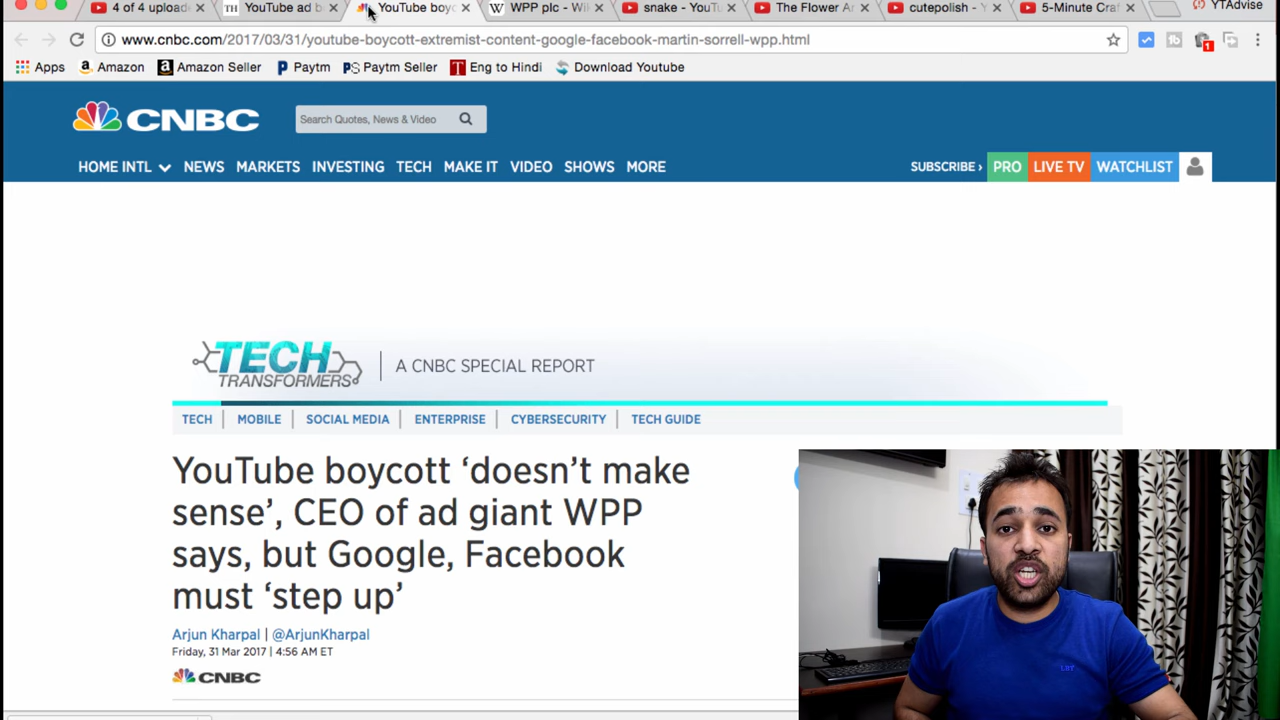 4 of 4 upload
YouTube ad b
YouTube boyc
WPP plc - Wik
snake - YouTu
The Flower Ar
cutepolish - Y
5-Minute Craf
YTAdvise
www.cnbc.com/2017/03/31/youtube-boycott-extremist-content-google-facebook-martin-sorrell-wpp.html
1
Apps
Amazon
Amazon Seller
Paytm
Paytm Seller
Eng to Hindi
Download Youtube
CNBC
Search Quotes, News & Video
HOME INTL NEWS MARKETS INVESTING TECH MAKE IT VIDEO SHOWS MORE
SUBSCRIBE › PRO LIVE TV WATCHLIST
TECH
TRANSFORMERS
A CNBC SPECIAL REPORT
TECH | MOBILE | SOCIAL MEDIA | ENTERPRISE | CYBERSECURITY | TECH GUIDE
YouTube boycott ‘doesn’t make
sense’, CEO of ad giant WPP
says, but Google, Facebook
must ‘step up’
Arjun Kharpal | @ArjunKharpal
Friday, 31 Mar 2017 | 4:56 AM ET
CNBC